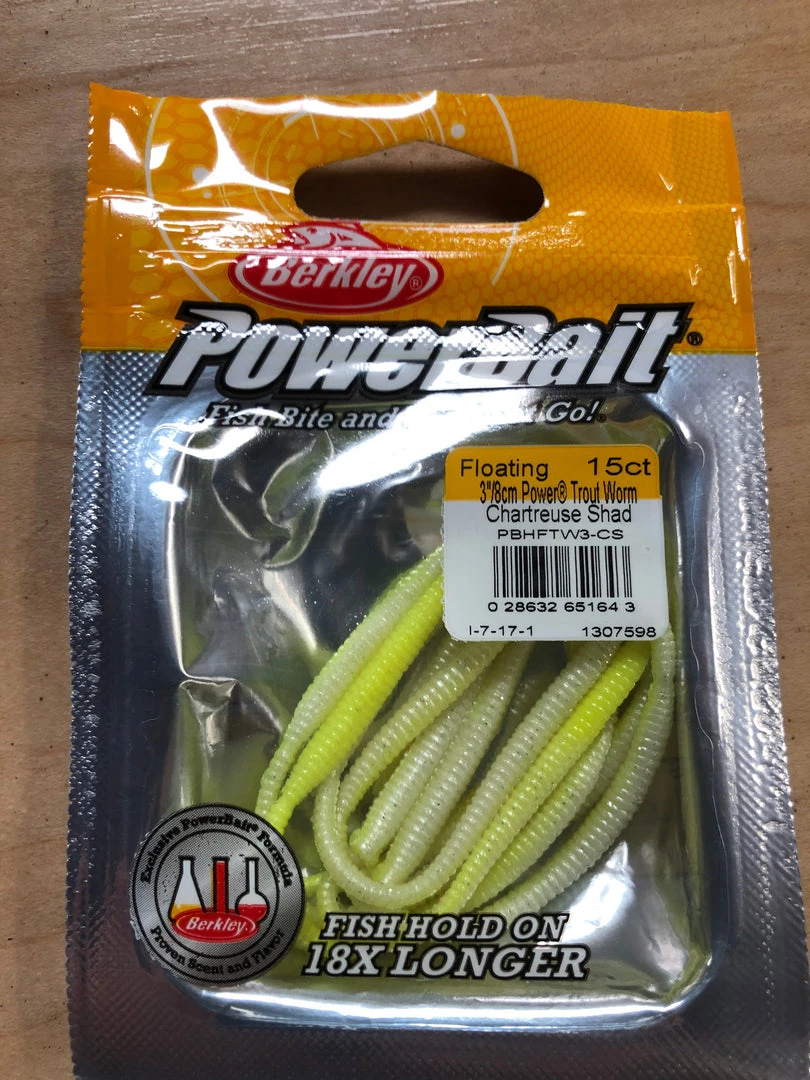 Berkley®
PowerBait®
Fish Bite and Go!®
Floating 15ct
3"/8cm Power® Trout Worm
Chartreuse Shad
PBHFTW3-CS
0 28632 65164 3
I-7-17-1 1307598
Exclusive PowerBait® Formula
Berkley
Proven Scent and Flavor
FISH HOLD ON
18X LONGER